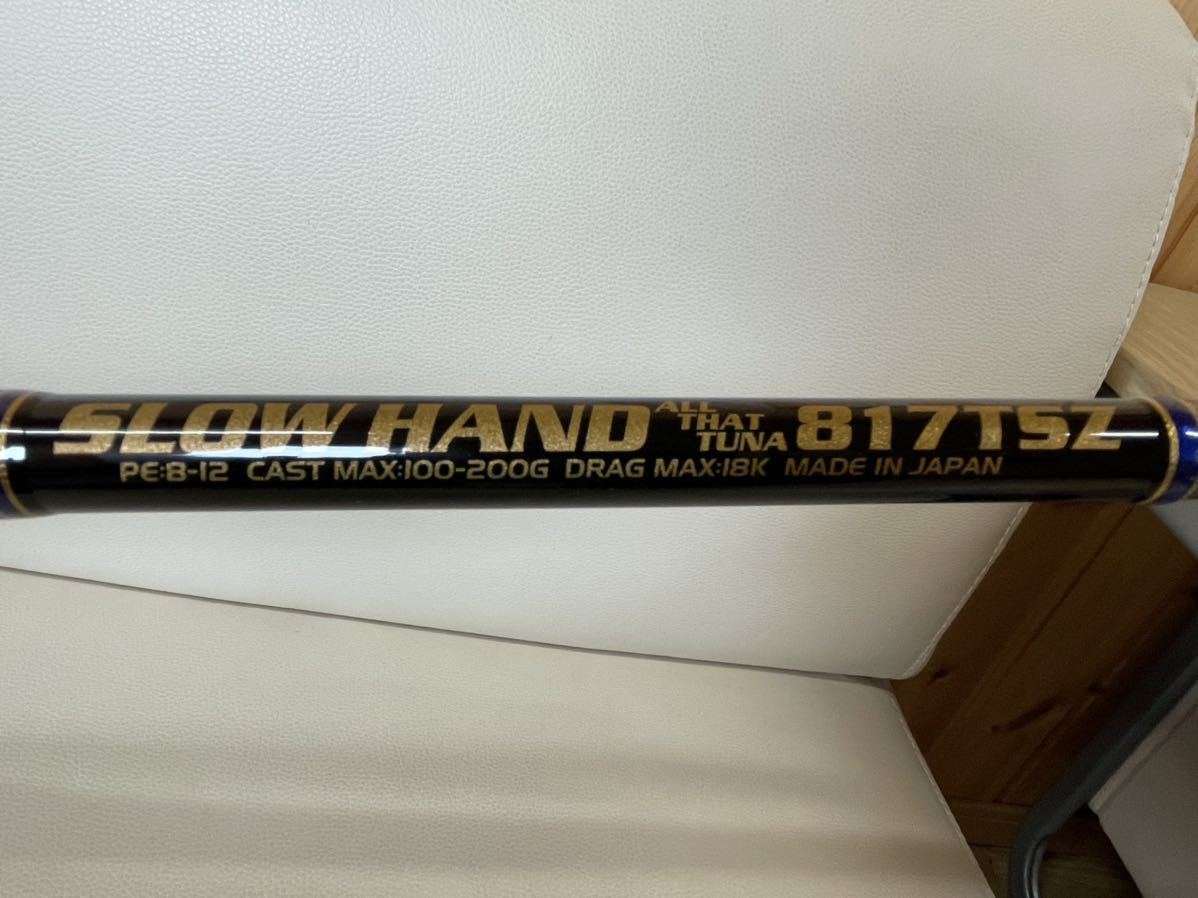 SLOW HAND ALL THAT TUNA 817TSZ
PE:8-12 CAST MAX:100-200G DRAG MAX:18K MADE IN JAPAN